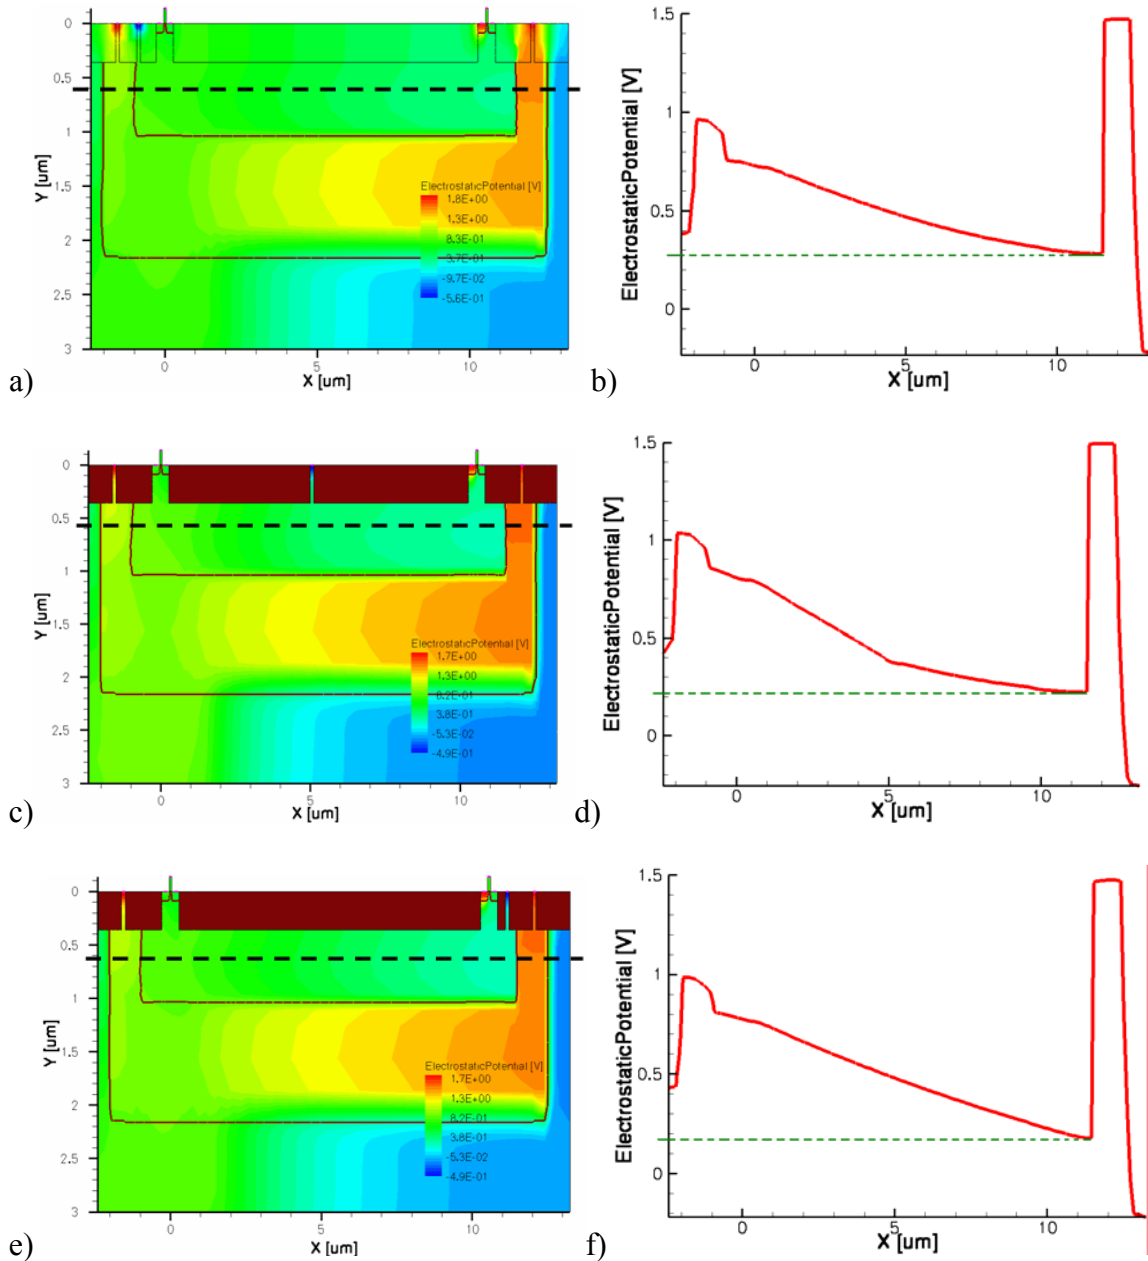 0
0.5
1
1.5
2
2.5
3
Y [um]
0
5
10
X [um]
ElectrostaticPotential [V]
1.8E+00
1.3E+00
8.3E-01
3.7E-01
-9.7E-02
-5.6E-01
a)
1.5
1
0.5
0
ElectrostaticPotential [V]
0
5
10
X [um]
b)
0
0.5
1
1.5
2
2.5
3
Y [um]
0
5
10
X [um]
ElectrostaticPotential [V]
1.7E+00
1.3E+00
8.2E-01
3.8E-01
-5.3E-02
-4.9E-01
c)
1.5
1
0.5
0
ElectrostaticPotential [V]
0
5
10
X [um]
d)
0
0.5
1
1.5
2
2.5
3
Y [um]
0
5
10
X [um]
ElectrostaticPotential [V]
1.7E+00
1.3E+00
8.2E-01
3.8E-01
-5.3E-02
-4.9E-01
e)
1.5
1
0.5
0
ElectrostaticPotential [V]
0
5
10
X [um]
f)